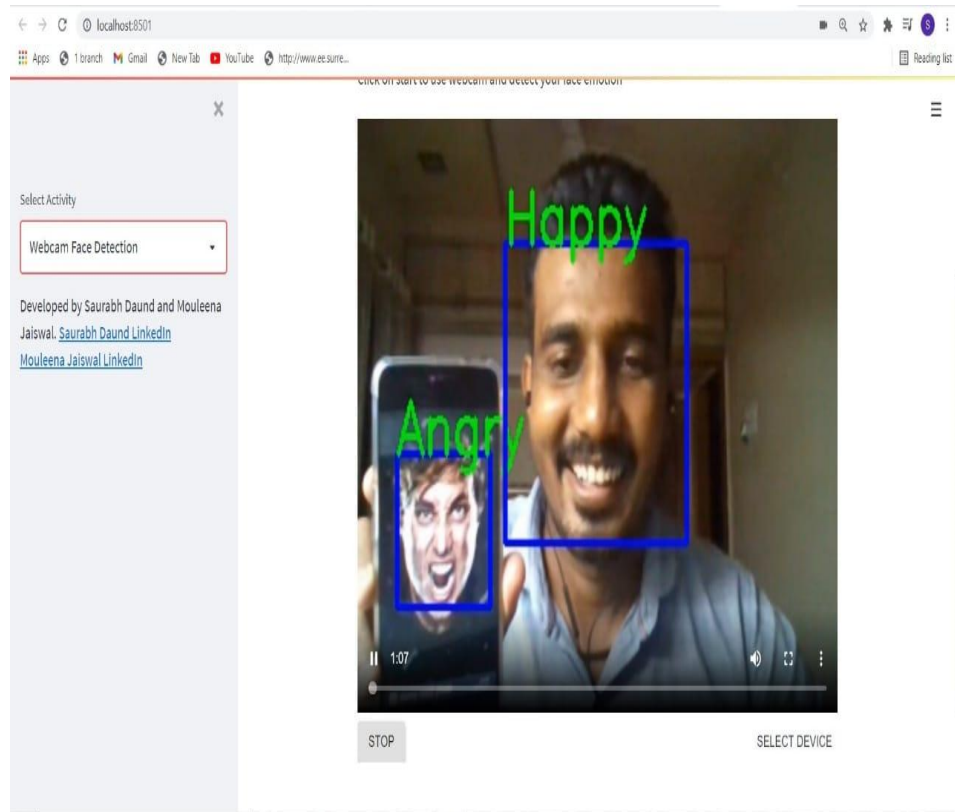 localhost:8501
S
Apps 1 branch Gmail New Tab YouTube http://www.ee.surre...
Reading list
Click on start to use webcam and detect your face emotion
Select Activity
Webcam Face Detection
Developed by Saurabh Daund and Mouleena
Jaiswal. Saurabh Daund LinkedIn
Mouleena Jaiswal LinkedIn
Happy
Angry
1:07
STOP
SELECT DEVICE